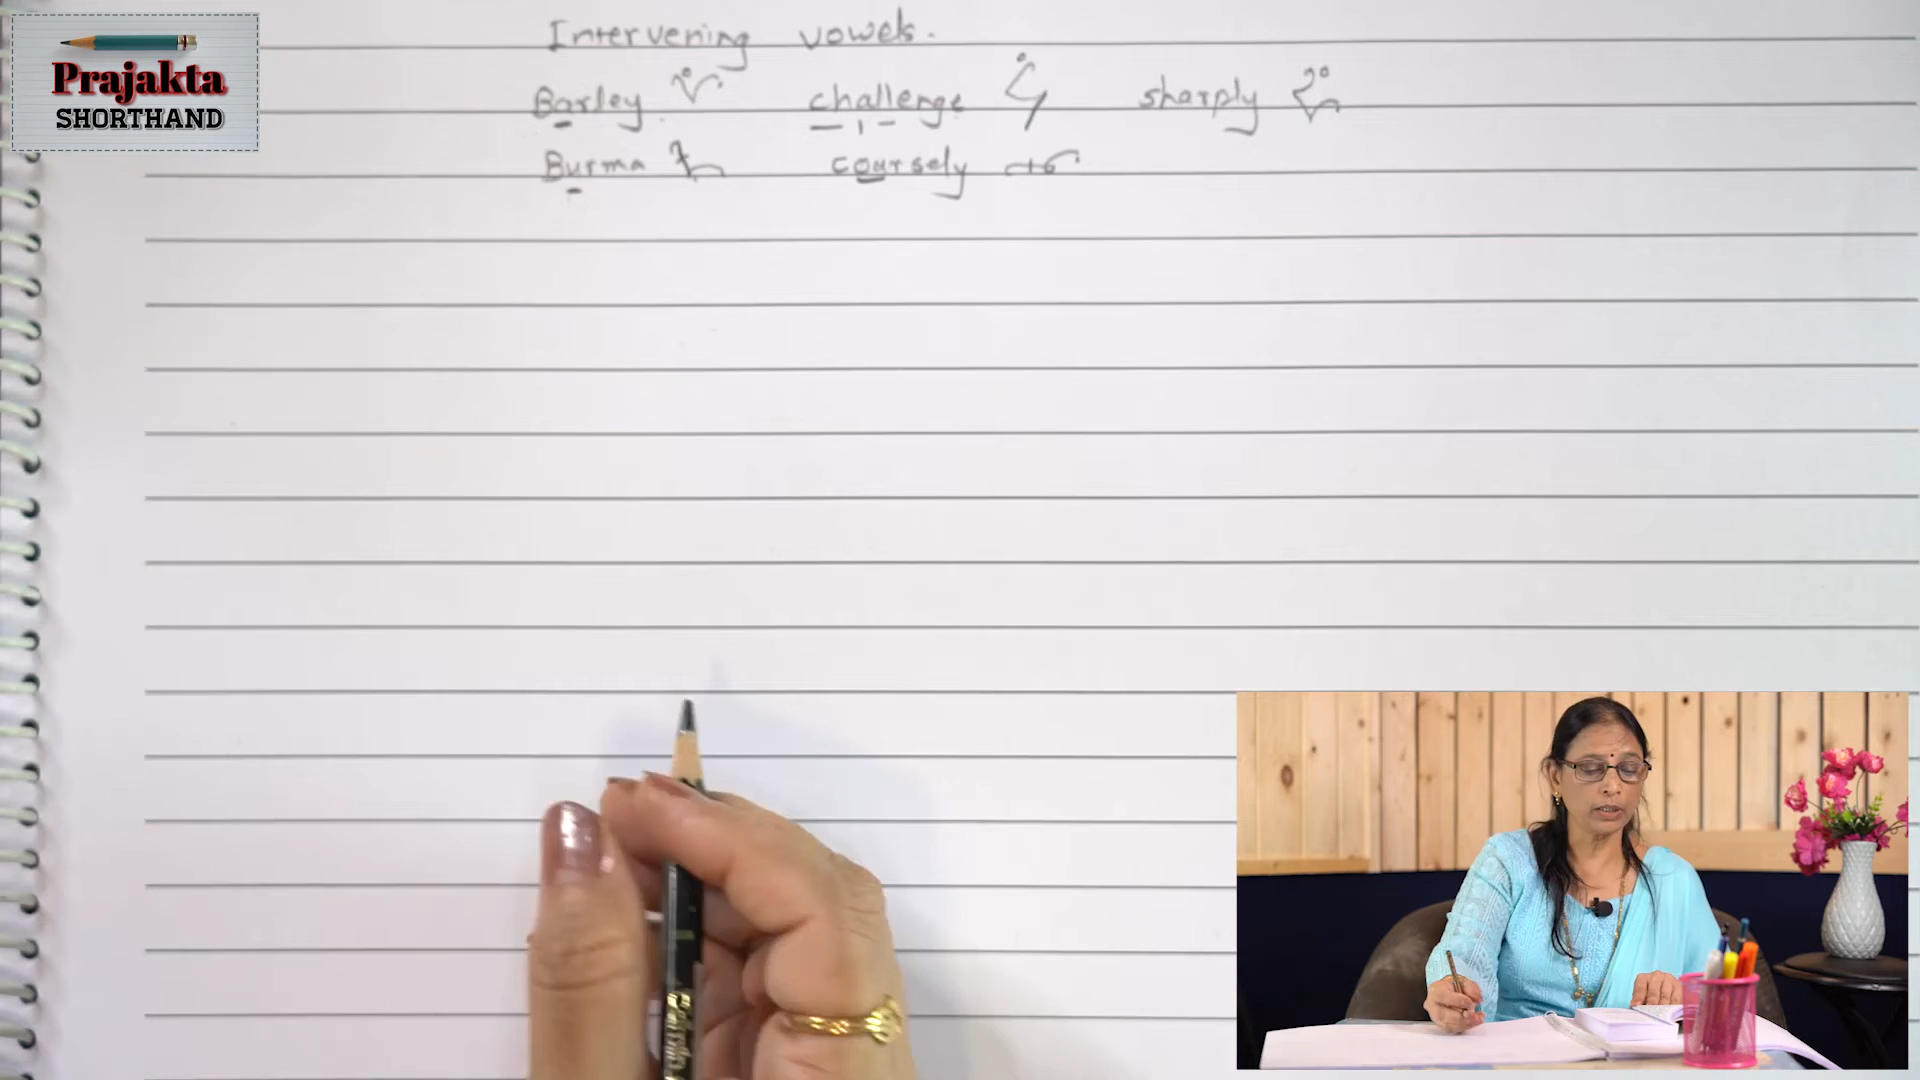 Prajakta
SHORTHAND
Intervening vowels.
Barley challenge sharply
Burma coursely